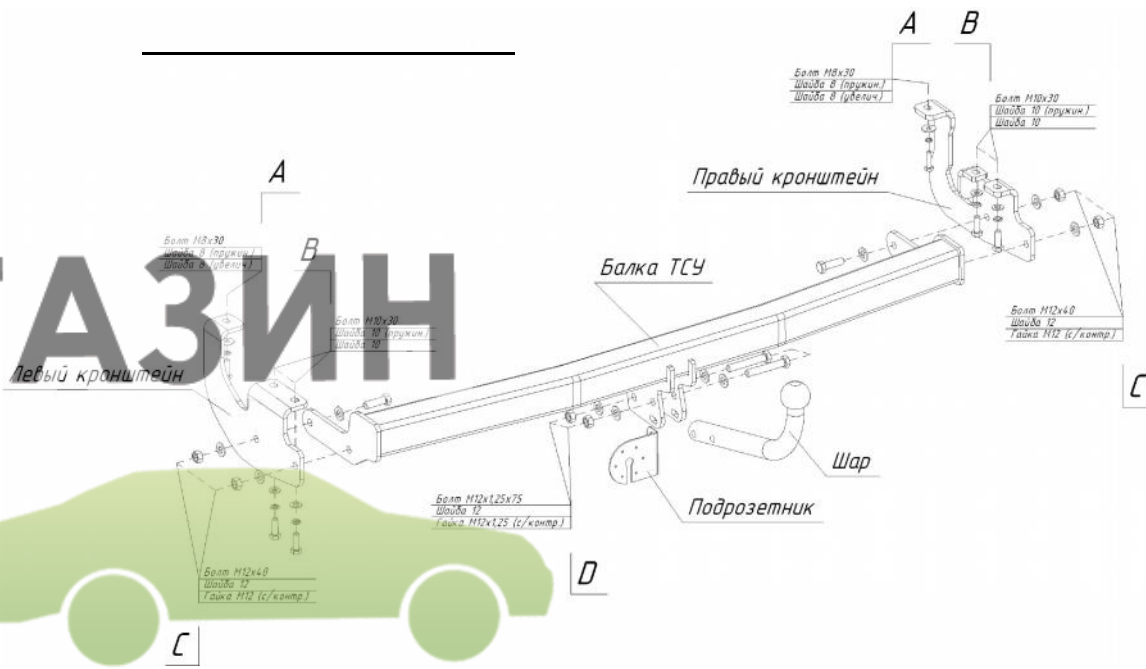 A B
Болт М8х30
Шайба 8 (пружин.)
Шайба 8 (увелич.)
Болт М10х30
Шайба 10 (пружин.)
Шайба 10
Правый кронштейн
A
Болт М8х30
Шайба 8 (пружин.)
Шайба 8 (увелич.)
B
АЗИН
Балка ТСУ
Болт М10х30
Шайба 10 (пружин.)
Шайба 10
Болт М12х40
Шайба 12
Гайка М12 (с/контр.)
Левый кронштейн
C
Шар
Болт М12х1,25х75
Шайба 12
Гайка М12х1,25 (с/контр.)
Подрозетник
D
Болт М12х40
Шайба 12
Гайка М12 (с/контр.)
C